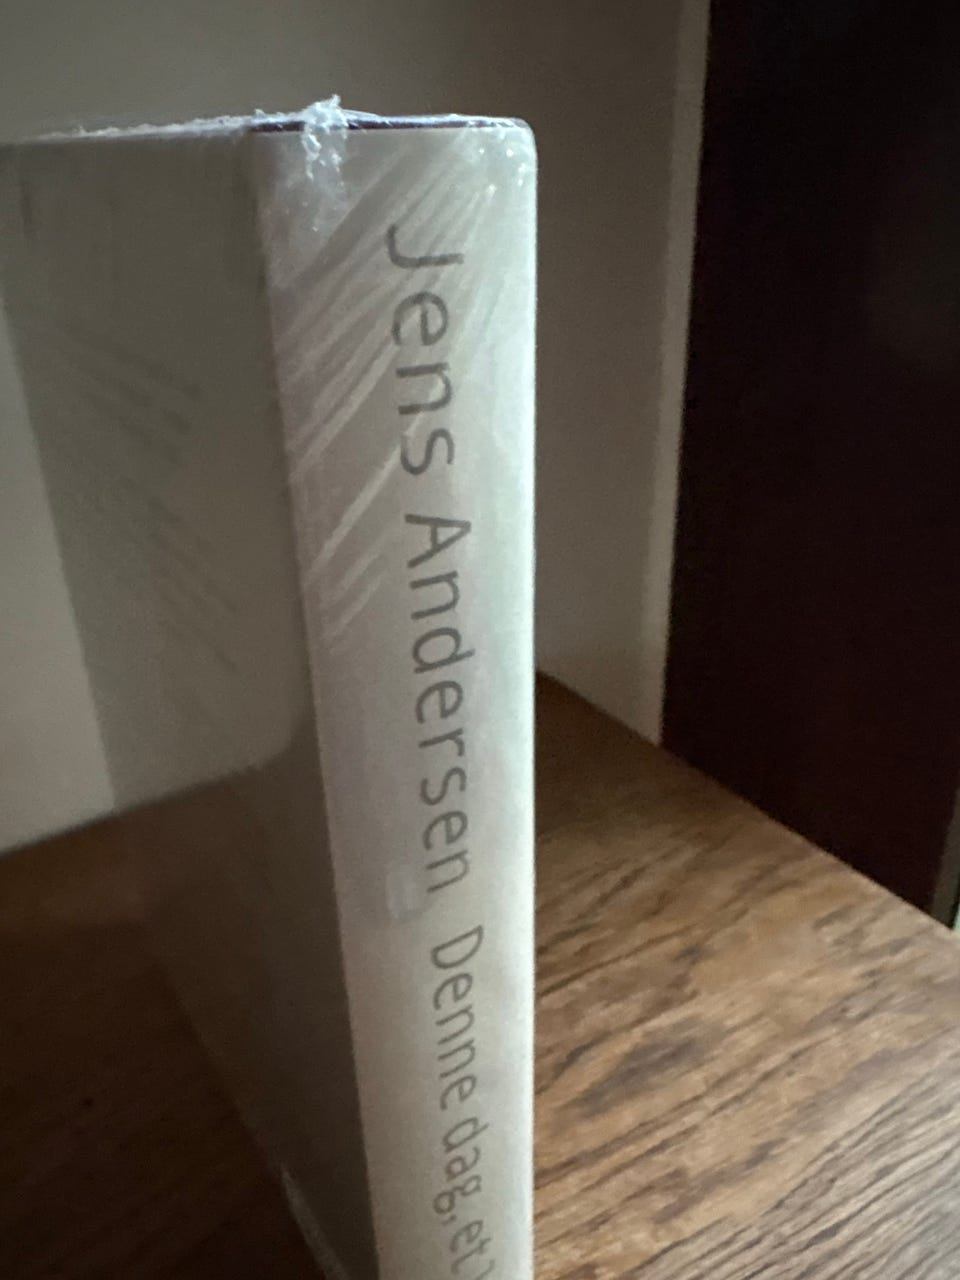 Jens Andersen Denne dag, et